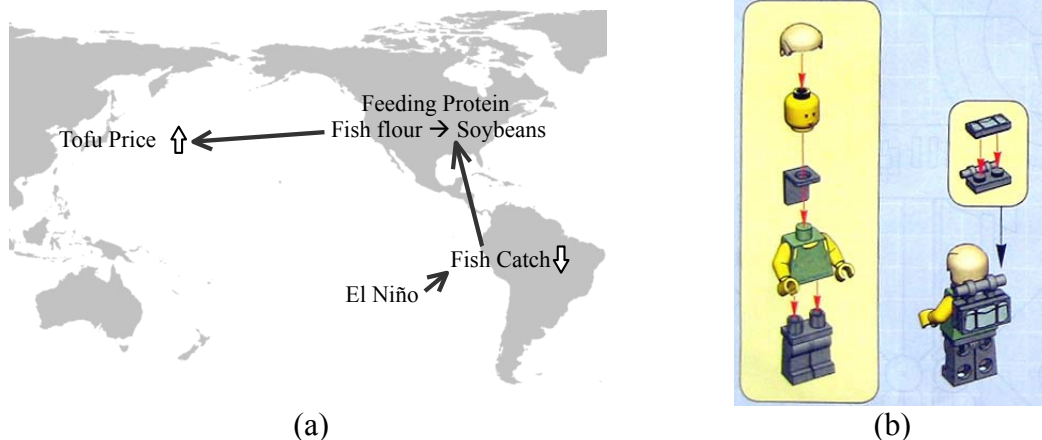 Feeding Protein
Tofu Price ⇧ Fish flour → Soybeans
Fish Catch⇩
El Niño
(a) (b)